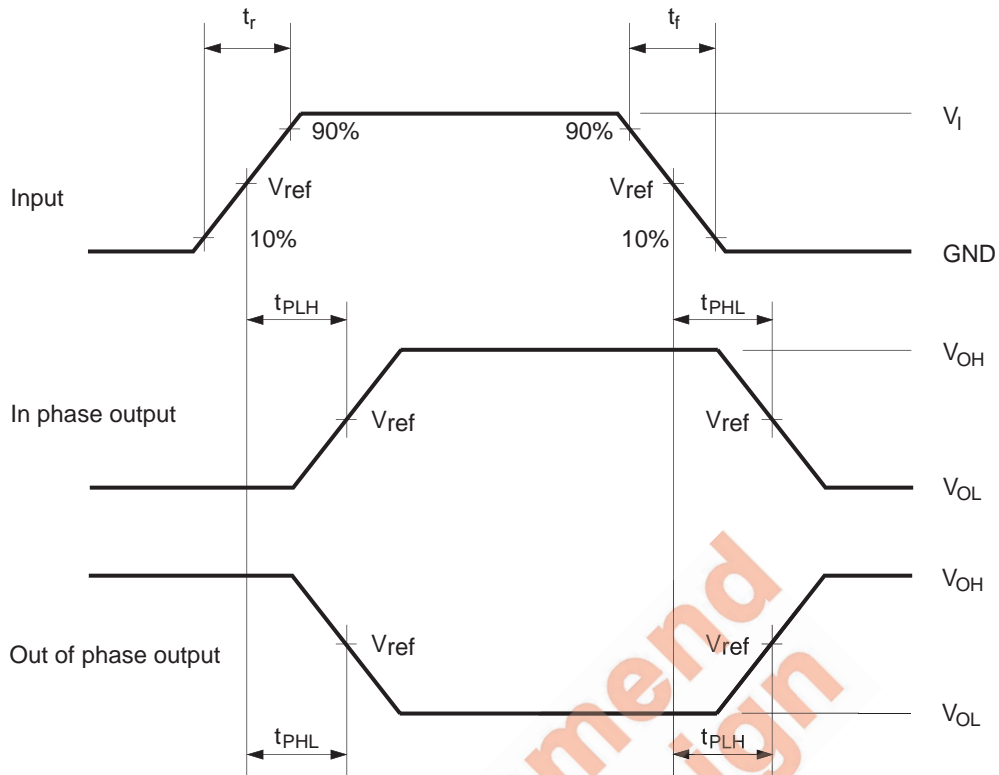 tr tf
90% 90% VI
Input Vref Vref
10% 10% GND
tPLH tPHL
VOH
In phase output Vref Vref
VOL
VOH
Out of phase output Vref Vref
VOL
tPHL tPLH
mend
ign